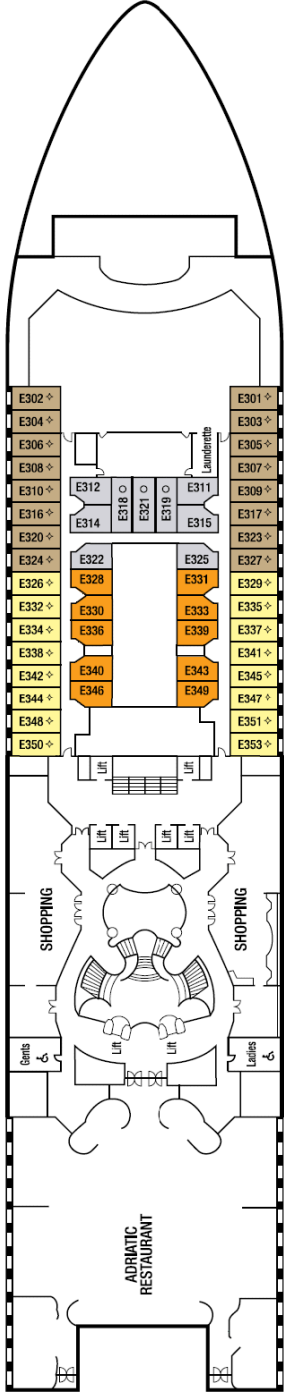 E302 E301
E304 E303
E306 E305
Launderette
E308 E307
E310 E312 E318 E321 E319 E311 E309
E316 E314 E315 E317
E320 E323
E324 E322 E325 E327
E326 E328 E331 E329
E332 E330 E333 E335
E334 E336 E339 E337
E338 E341
E342 E340 E343 E345
E344 E346 E349 E347
E348 E351
E350 E353
Lift Lift
Lift Lift Lift Lift
SHOPPING SHOPPING
Lift Lift
Gents Ladies
ADRIATIC
RESTAURANT